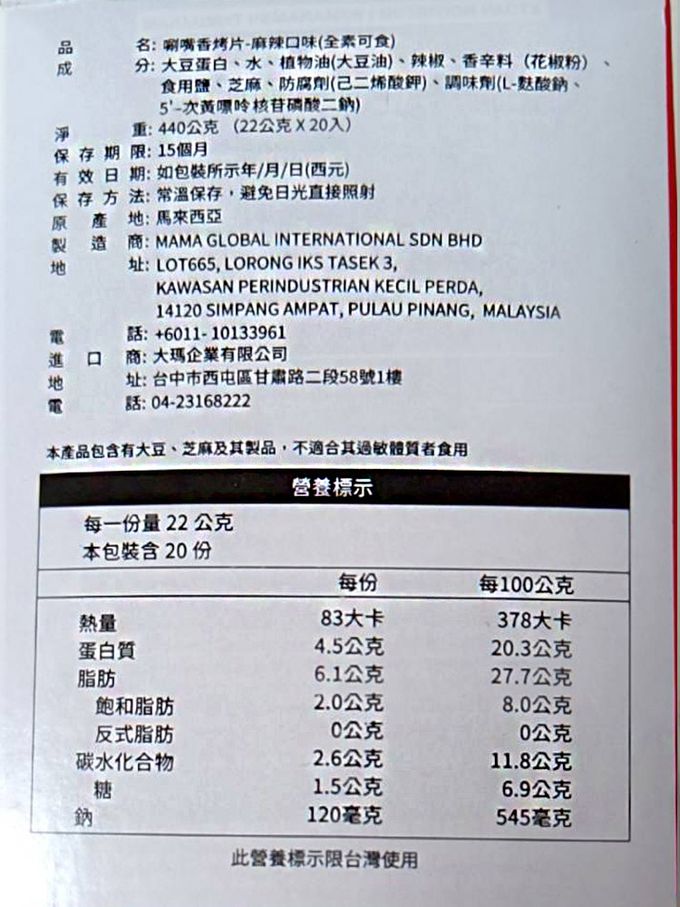 品名: 唰嘴香烤片-麻辣口味(全素可食)
成分: 大豆蛋白、水、植物油(大豆油)、辣椒、香辛料（花椒粉）、
食用鹽、芝麻、防腐劑(己二烯酸鉀)、調味劑(L-麩酸鈉、
5'-次黃嘌呤核苷磷酸二鈉)
淨重: 440公克 （22公克 X 20入）
保存期限: 15個月
有效日期: 如包裝所示年/月/日(西元)
保存方法: 常溫保存，避免日光直接照射
原產地: 馬來西亞
製造商: MAMA GLOBAL INTERNATIONAL SDN BHD
地址: LOT665, LORONG IKS TASEK 3,
KAWASAN PERINDUSTRIAN KECIL PERDA,
14120 SIMPANG AMPAT, PULAU PINANG, MALAYSIA
電話: +6011- 10133961
進口商: 大瑪企業有限公司
地址: 台中市西屯區甘肅路二段58號1樓
電話: 04-23168222
本產品包含有大豆、芝麻及其製品，不適合其過敏體質者食用
營養標示
每一份量 22 公克
本包裝含 20 份
每份 每100公克
熱量 83大卡 378大卡
蛋白質 4.5公克 20.3公克
脂肪 6.1公克 27.7公克
飽和脂肪 2.0公克 8.0公克
反式脂肪 0公克 0公克
碳水化合物 2.6公克 11.8公克
糖 1.5公克 6.9公克
鈉 120毫克 545毫克
此營養標示限台灣使用